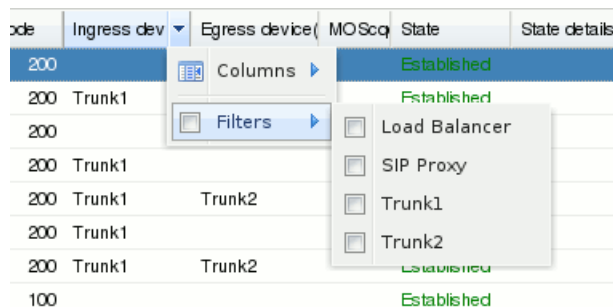 ode Ingress dev Egress device( MOScq State State details
200 Established
Columns
200 Trunk1 Established
Filters
200
Load Balancer
200 Trunk1
SIP Proxy
200 Trunk1 Trunk2
Trunk1
200 Trunk1
Trunk2
200 Trunk1 Trunk2 Established
100 Established